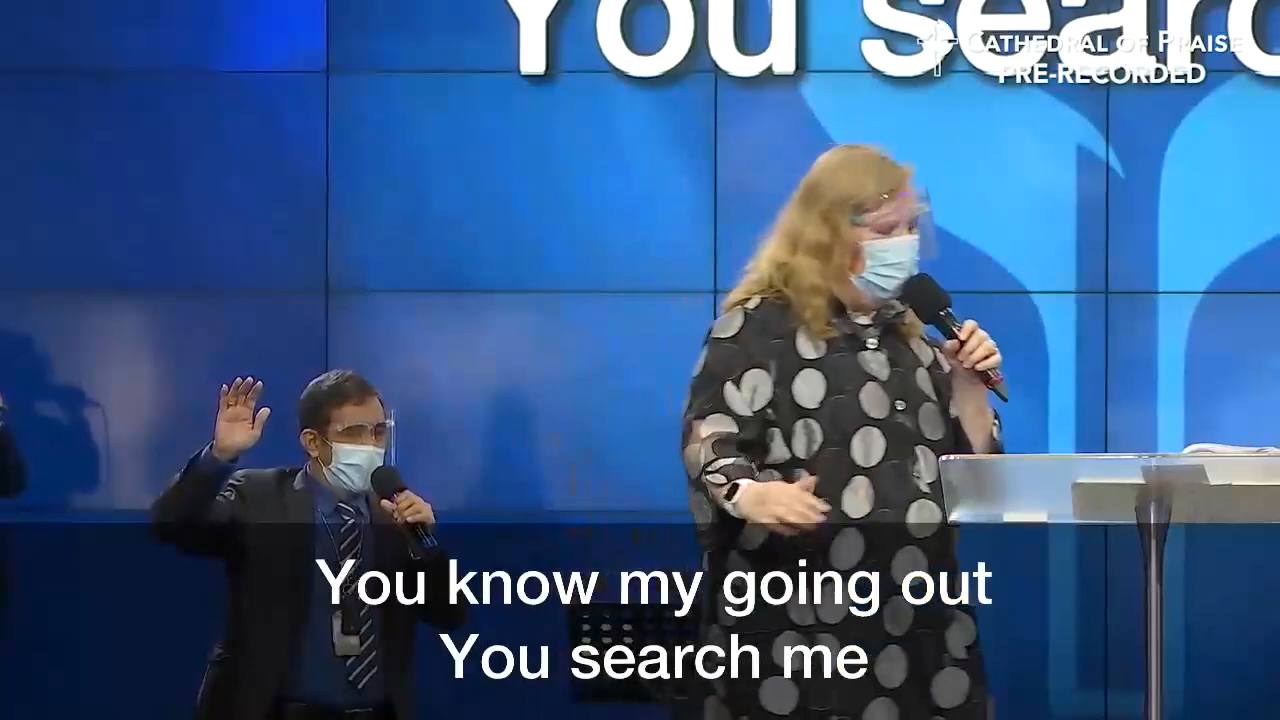 You searc
CATHEDRAL OF PRAISE
PRE-RECORDED
You know my going out
You search me